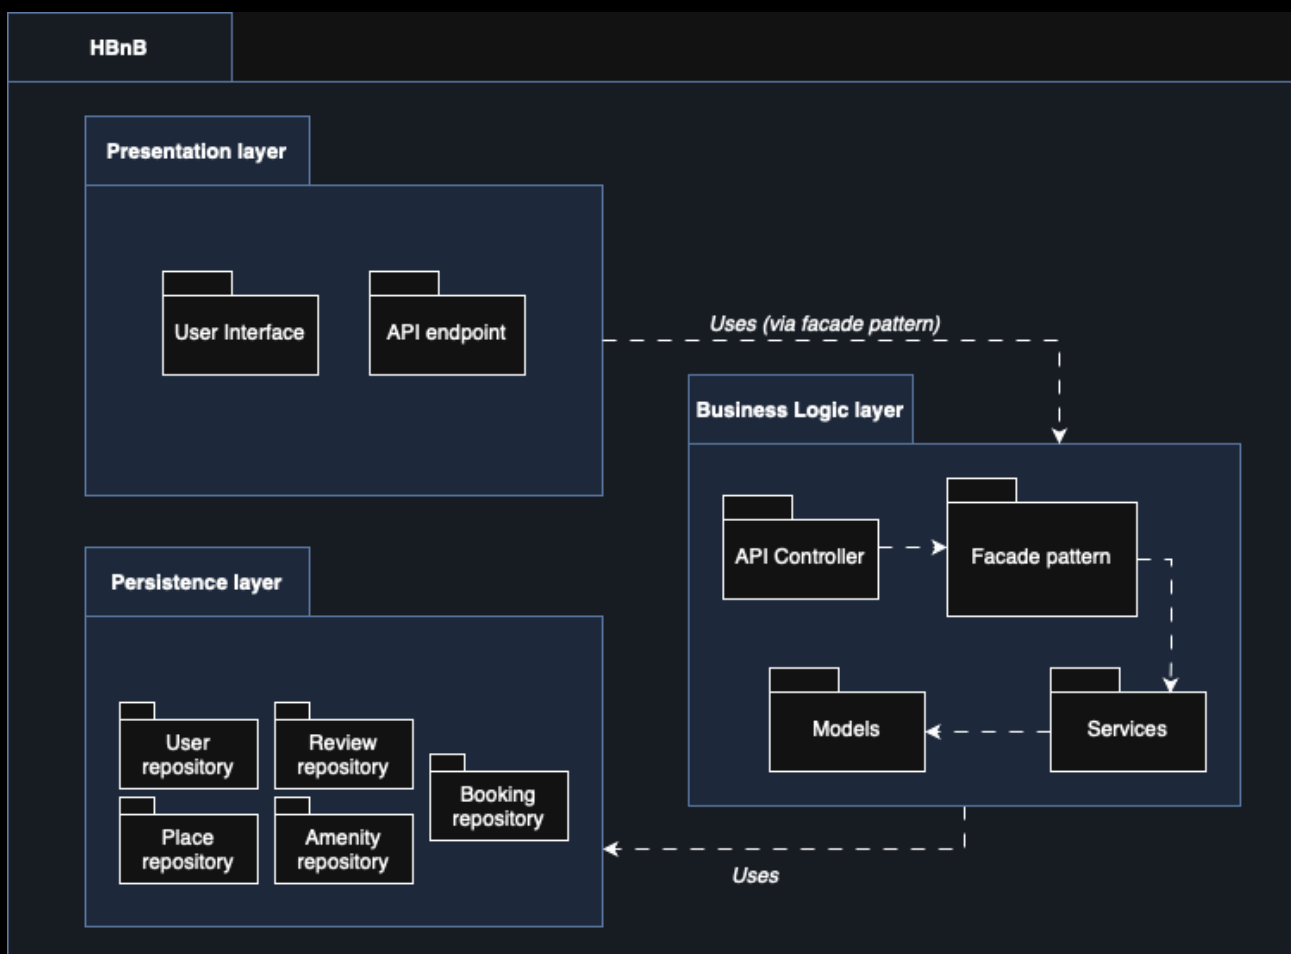 HBnB
Presentation layer
User Interface
API endpoint
Uses (via facade pattern)
Business Logic layer
API Controller
Facade pattern
Models
Services
Persistence layer
User
repository
Review
repository
Booking
repository
Place
repository
Amenity
repository
Uses